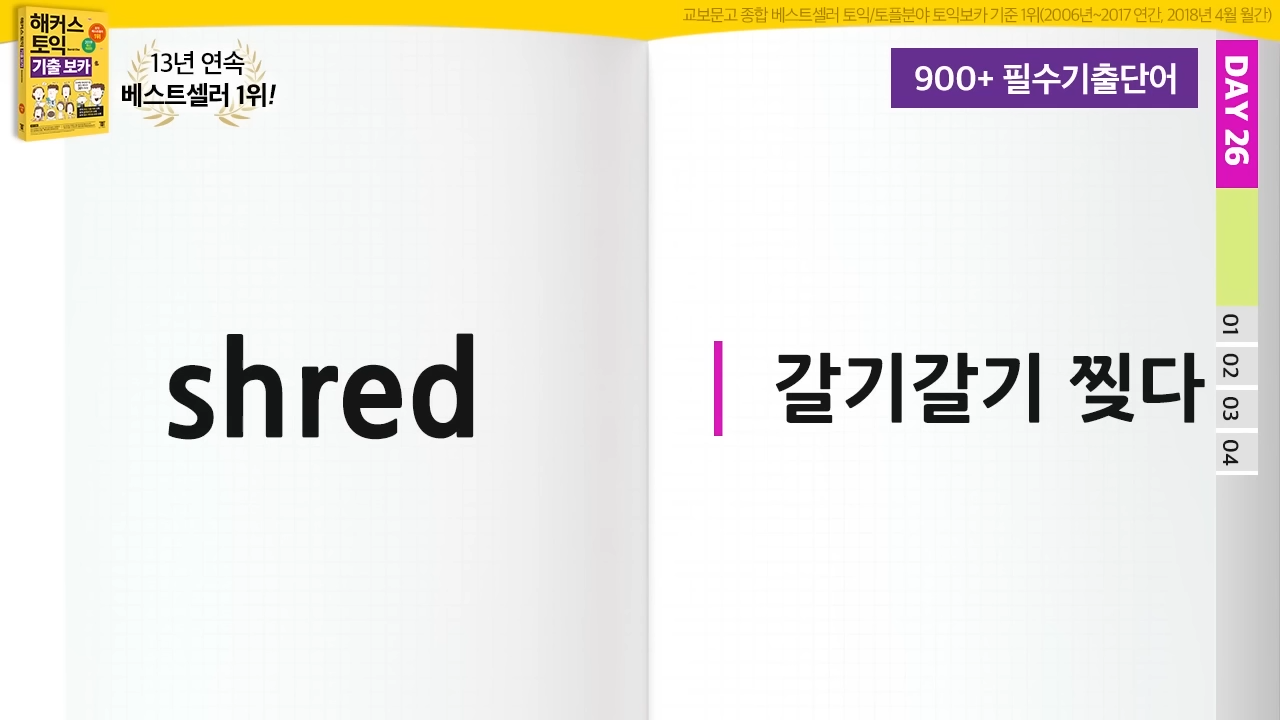 교보문고 종합 베스트셀러 토익/토플분야 토익보카 기준 1위(2006년~2017 연간, 2018년 4월 월간)
해커스
토익
기출 보카
13년 연속
베스트셀러 1위!
900+ 필수기출단어
DAY 26
shred
갈기갈기 찢다
01
02
03
04